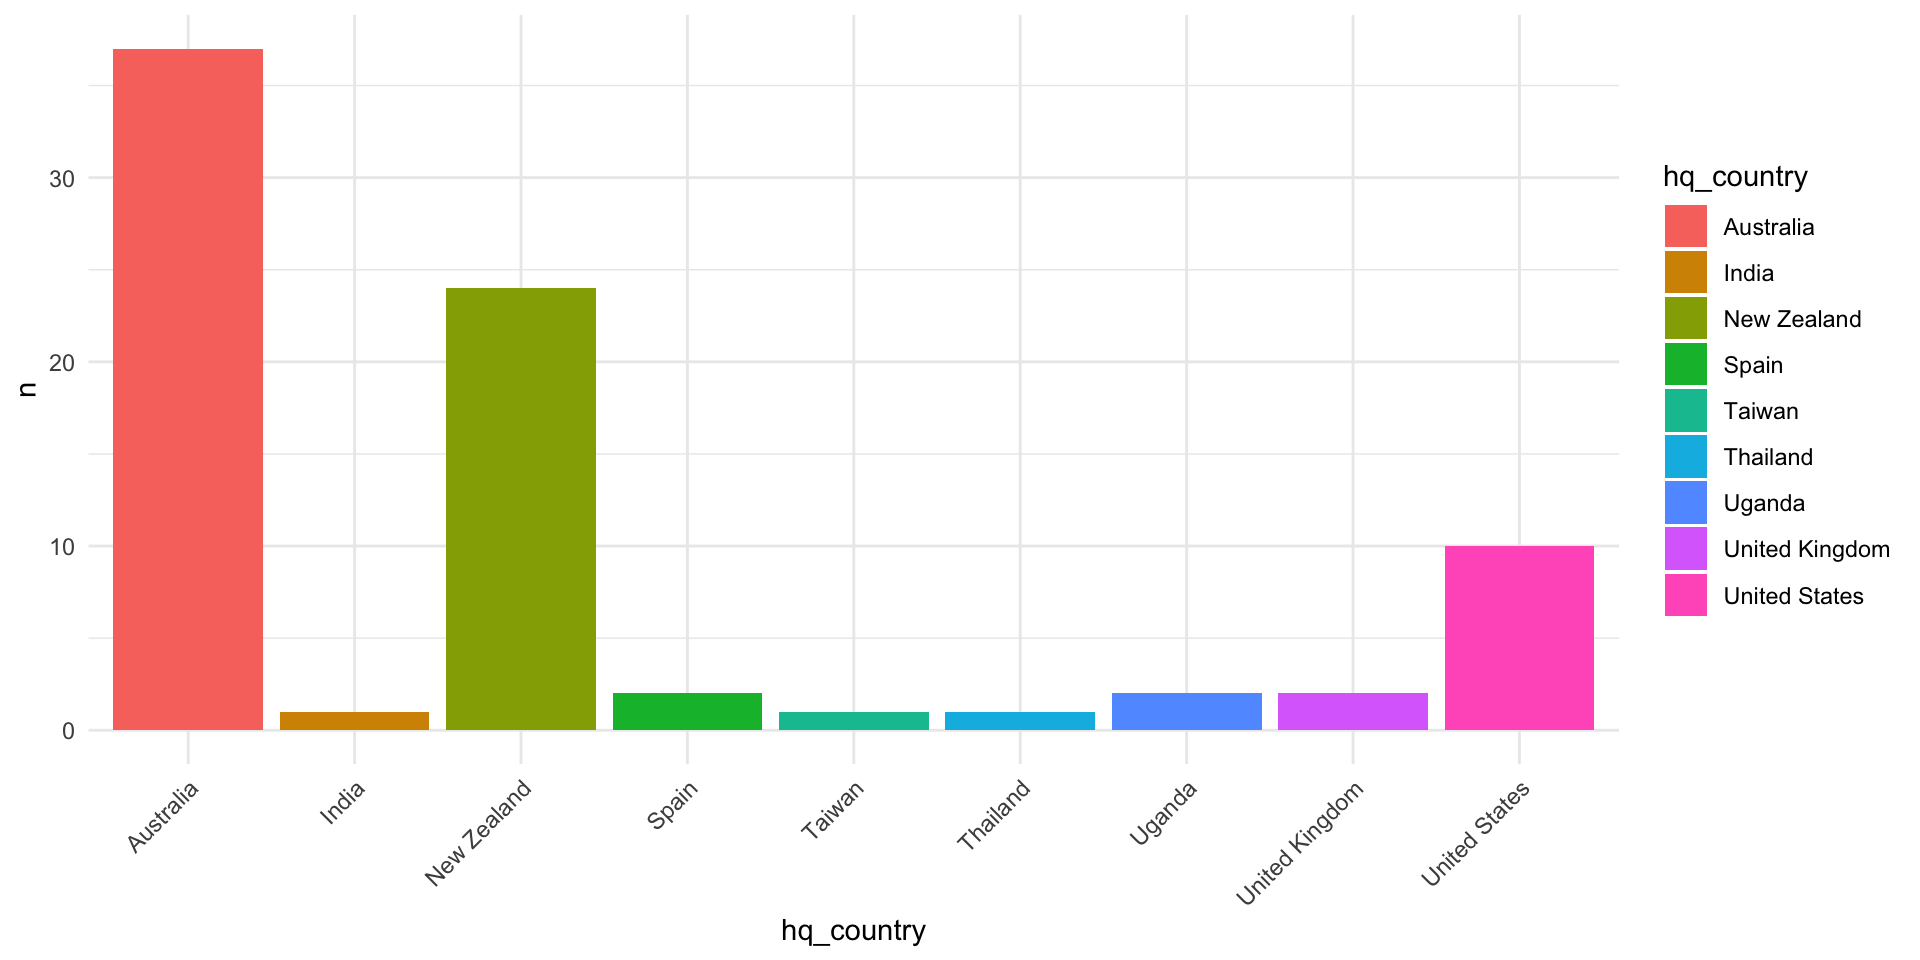 n
30
20
10
0
Australia
India
New Zealand
Spain
Taiwan
Thailand
Uganda
United Kingdom
United States
hq_country
hq_country
Australia
India
New Zealand
Spain
Taiwan
Thailand
Uganda
United Kingdom
United States